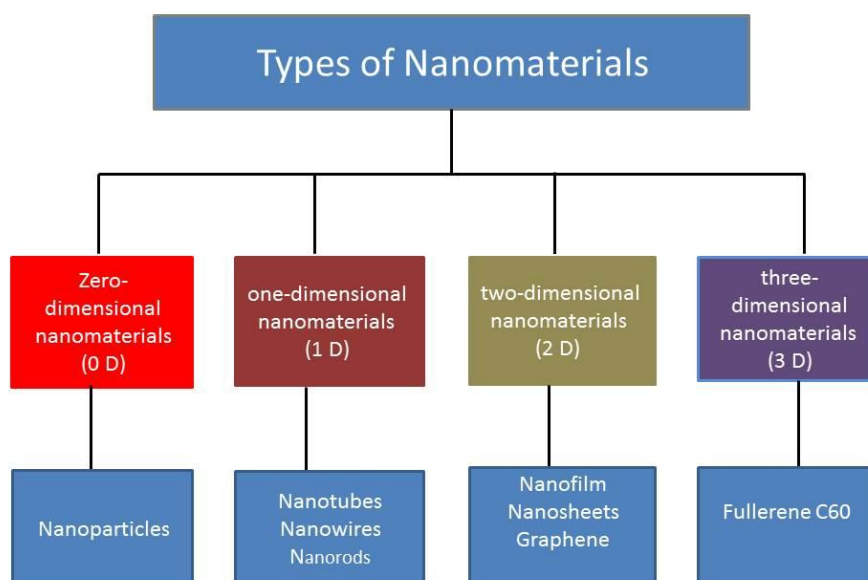 Types of Nanomaterials
Zero-
dimensional
nanomaterials
(0 D)
one-dimensional
nanomaterials
(1 D)
two-dimensional
nanomaterials
(2 D)
three-
dimensional
nanomaterials
(3 D)
Nanoparticles
Nanotubes
Nanowires
Nanorods
Nanofilm
Nanosheets
Graphene
Fullerene C60